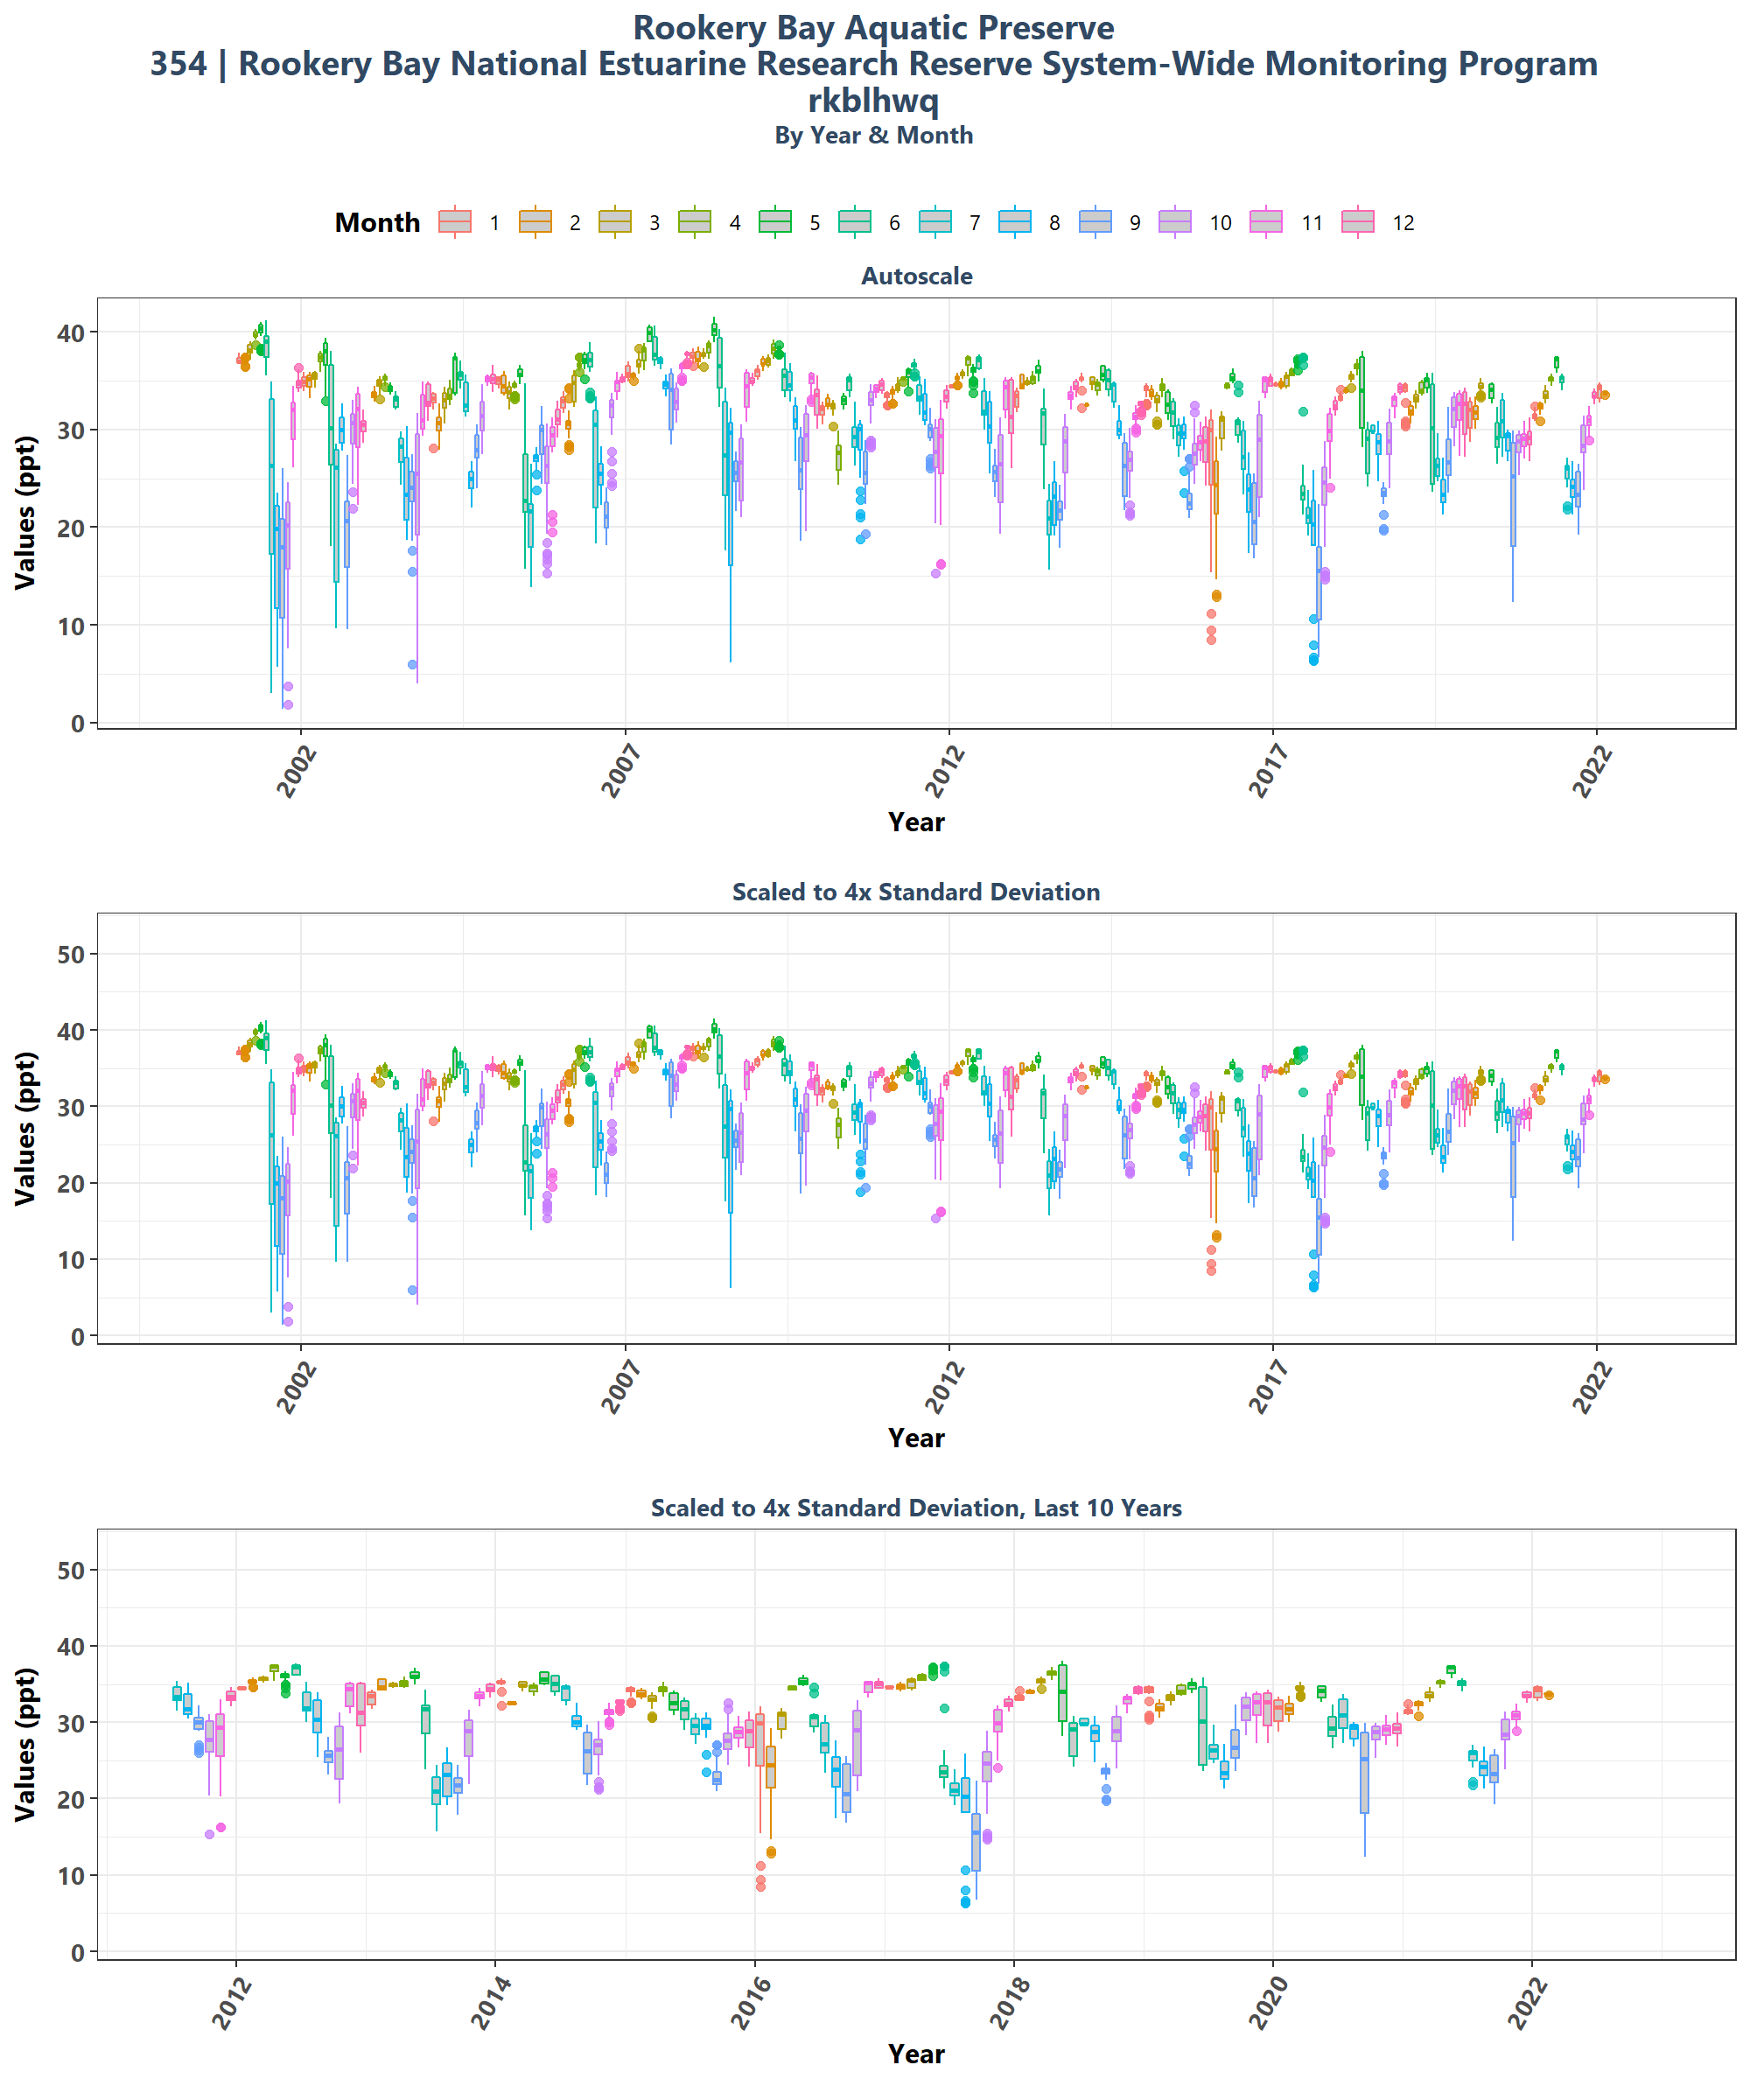 Rookery Bay Aquatic Preserve
354 | Rookery Bay National Estuarine Research Reserve System-Wide Monitoring Program
rkblhwq
By Year & Month
Month 1 2 3 4 5 6 7 8 9 10 11 12
Autoscale
Values (ppt)
40
30
20
10
0
2002 2007 2012 2017 2022
Year
Scaled to 4x Standard Deviation
Values (ppt)
50
40
30
20
10
0
2002 2007 2012 2017 2022
Year
Scaled to 4x Standard Deviation, Last 10 Years
Values (ppt)
50
40
30
20
10
0
2012 2014 2016 2018 2020 2022
Year